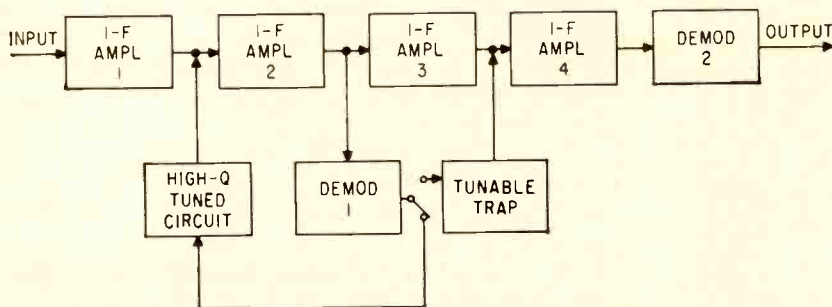 INPUT
I-F
AMPL
1
I-F
AMPL
2
I-F
AMPL
3
I-F
AMPL
4
DEMOD
2
OUTPUT
HIGH-Q
TUNED
CIRCUIT
DEMOD
1
TUNABLE
TRAP